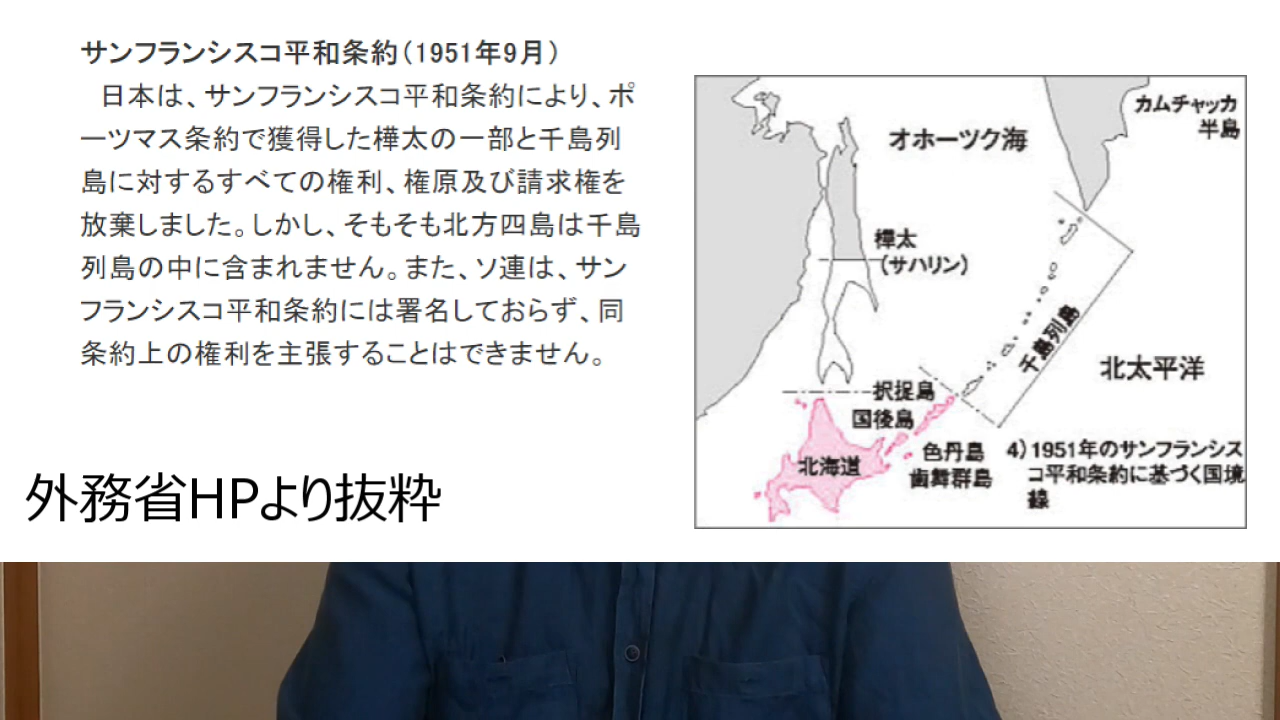 サンフランシスコ平和条約(1951年9月)
日本は、サンフランシスコ平和条約により、ポ
ーツマス条約で獲得した樺太の一部と千島列
島に対するすべての権利、権原及び請求権を
放棄しました。しかし、そもそも北方四島は千島
列島の中に含まれません。また、ソ連は、サン
フランシスコ平和条約には署名しておらず、同
条約上の権利を主張することはできません。
外務省HPより抜粋
カムチャッカ
半島
オホーツク海
樺太
(サハリン)
千島列島
北太平洋
択捉島
国後島
色丹島
歯舞群島
北海道
4)1951年のサンフランシス
コ平和条約に基づく国境
線